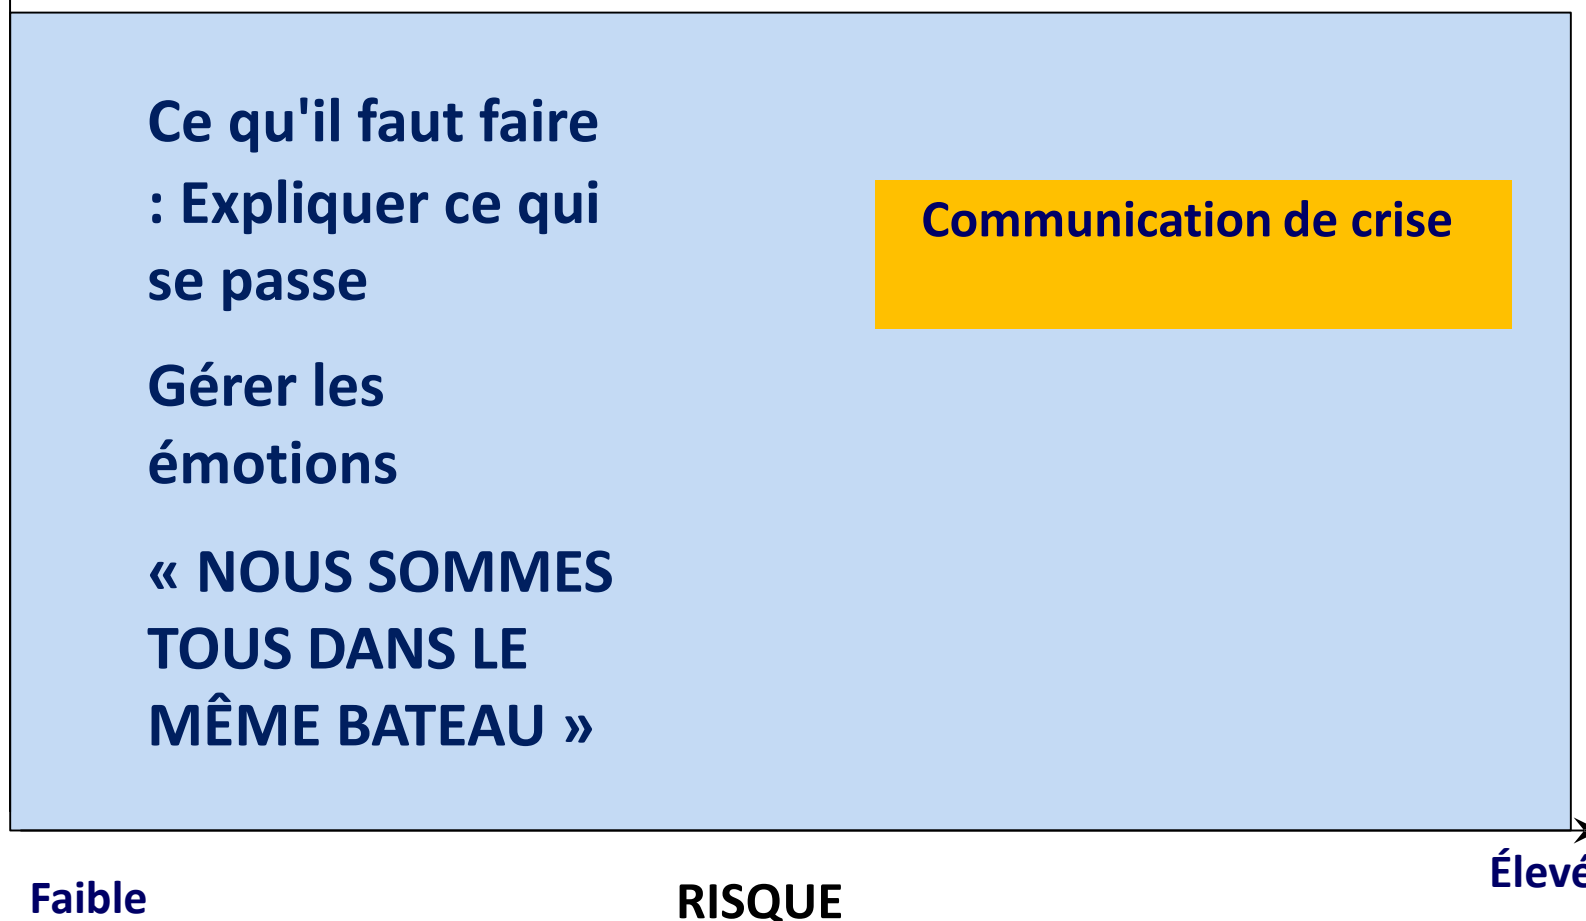 Ce qu'il faut faire
: Expliquer ce qui
se passe
Gérer les
émotions
« NOUS SOMMES
TOUS DANS LE
MÊME BATEAU »
Communication de crise
Faible
RISQUE
Élevé